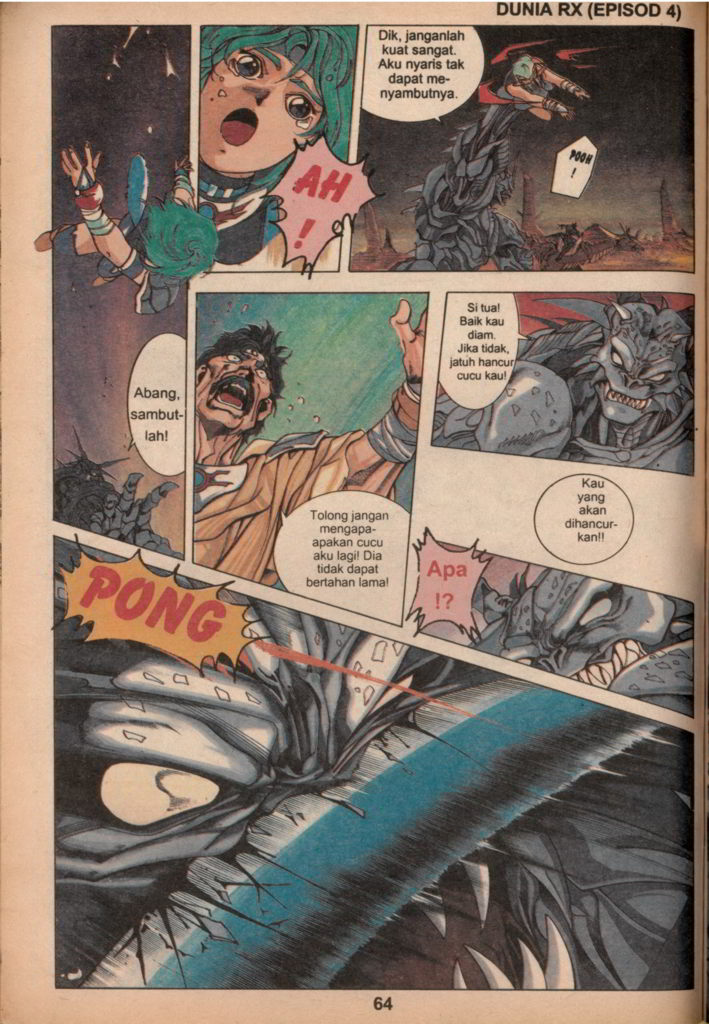 DUNIA RX (EPISOD 4)
Dik, janganlah
kuat sangat.
Aku nyaris tak
dapat me-
nyambutnya.
POOH
!
AH
!
Abang,
sambut-
lah!
Si tua!
Baik kau
diam.
Jika tidak,
jatuh hancur
cucu kau!
Tolong jangan
mengapa-
apakan cucu
aku lagi! Dia
tidak dapat
bertahan lama!
Kau
yang
akan
dihancur-
kan!!
Apa
!?
PONG
64